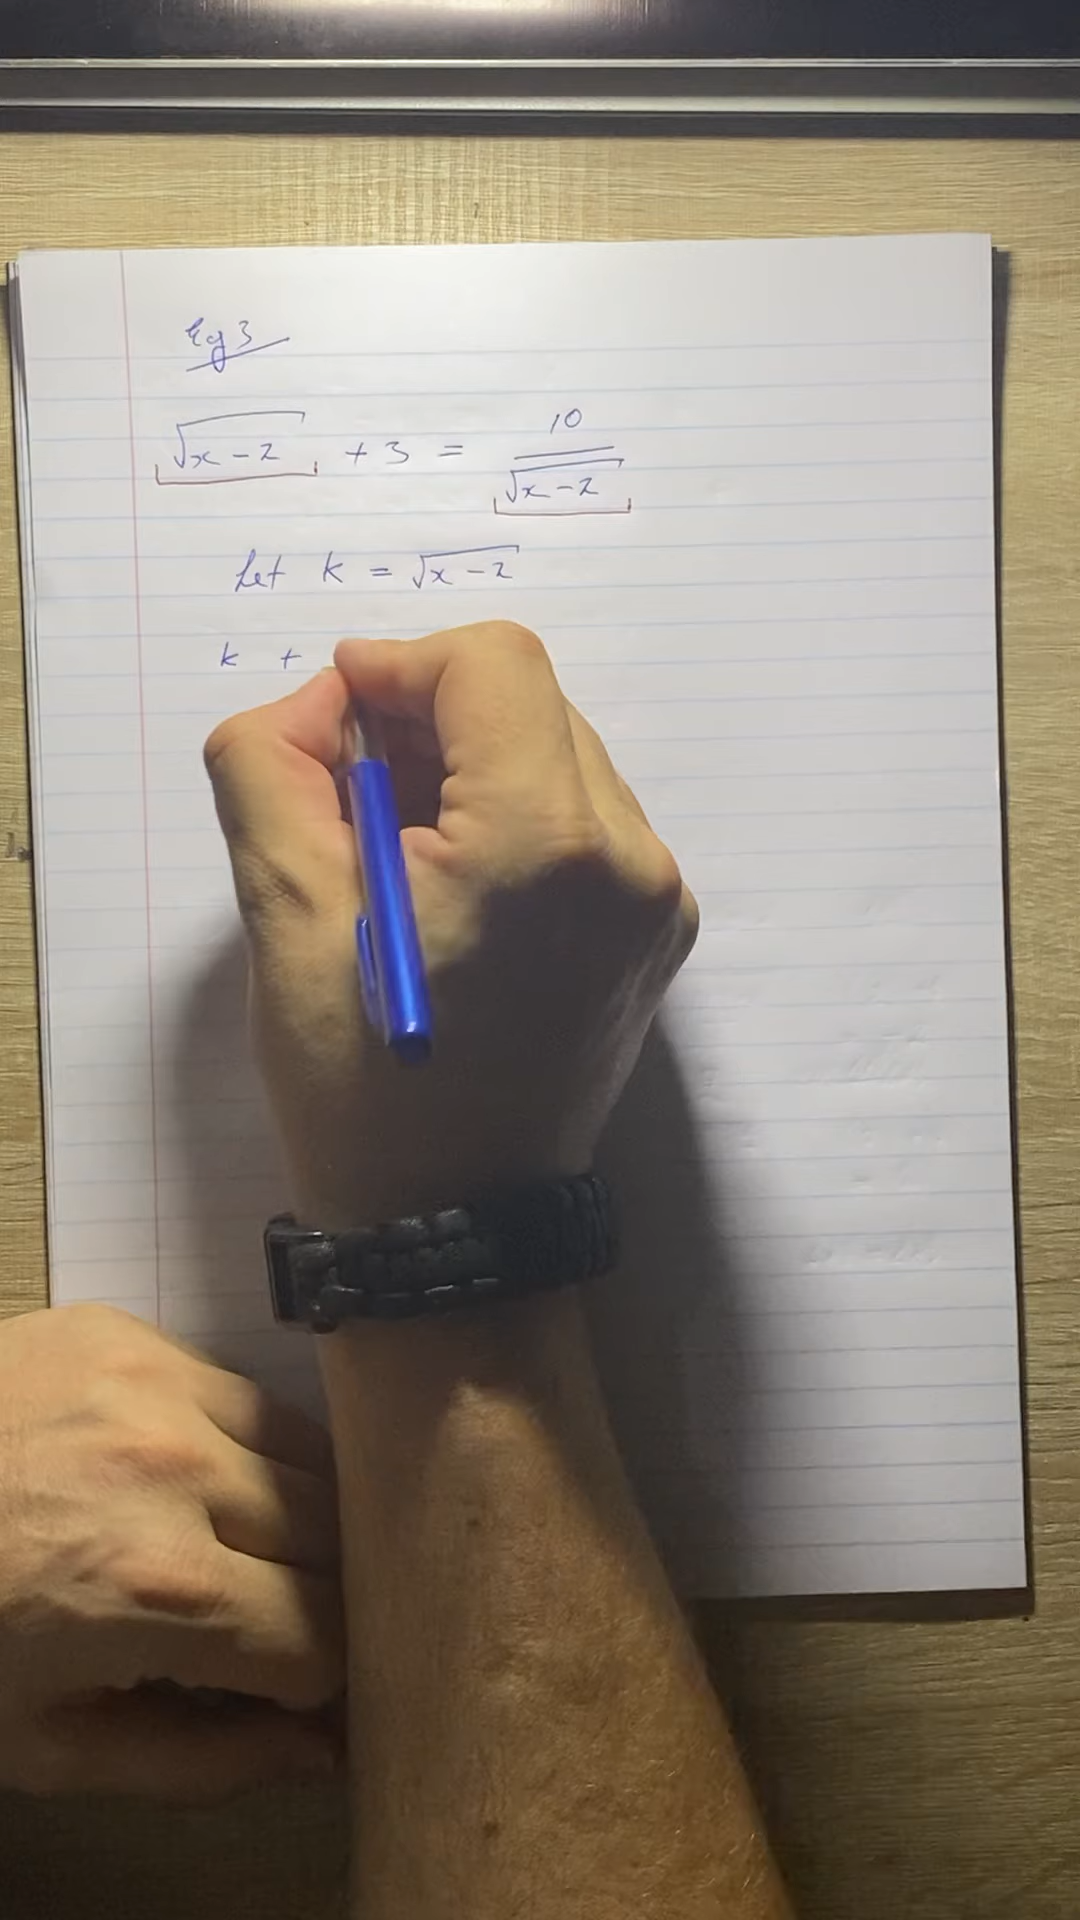 Eg 3
√x-2 + 3 = 10/√x-2
Let k = √x-2
k +